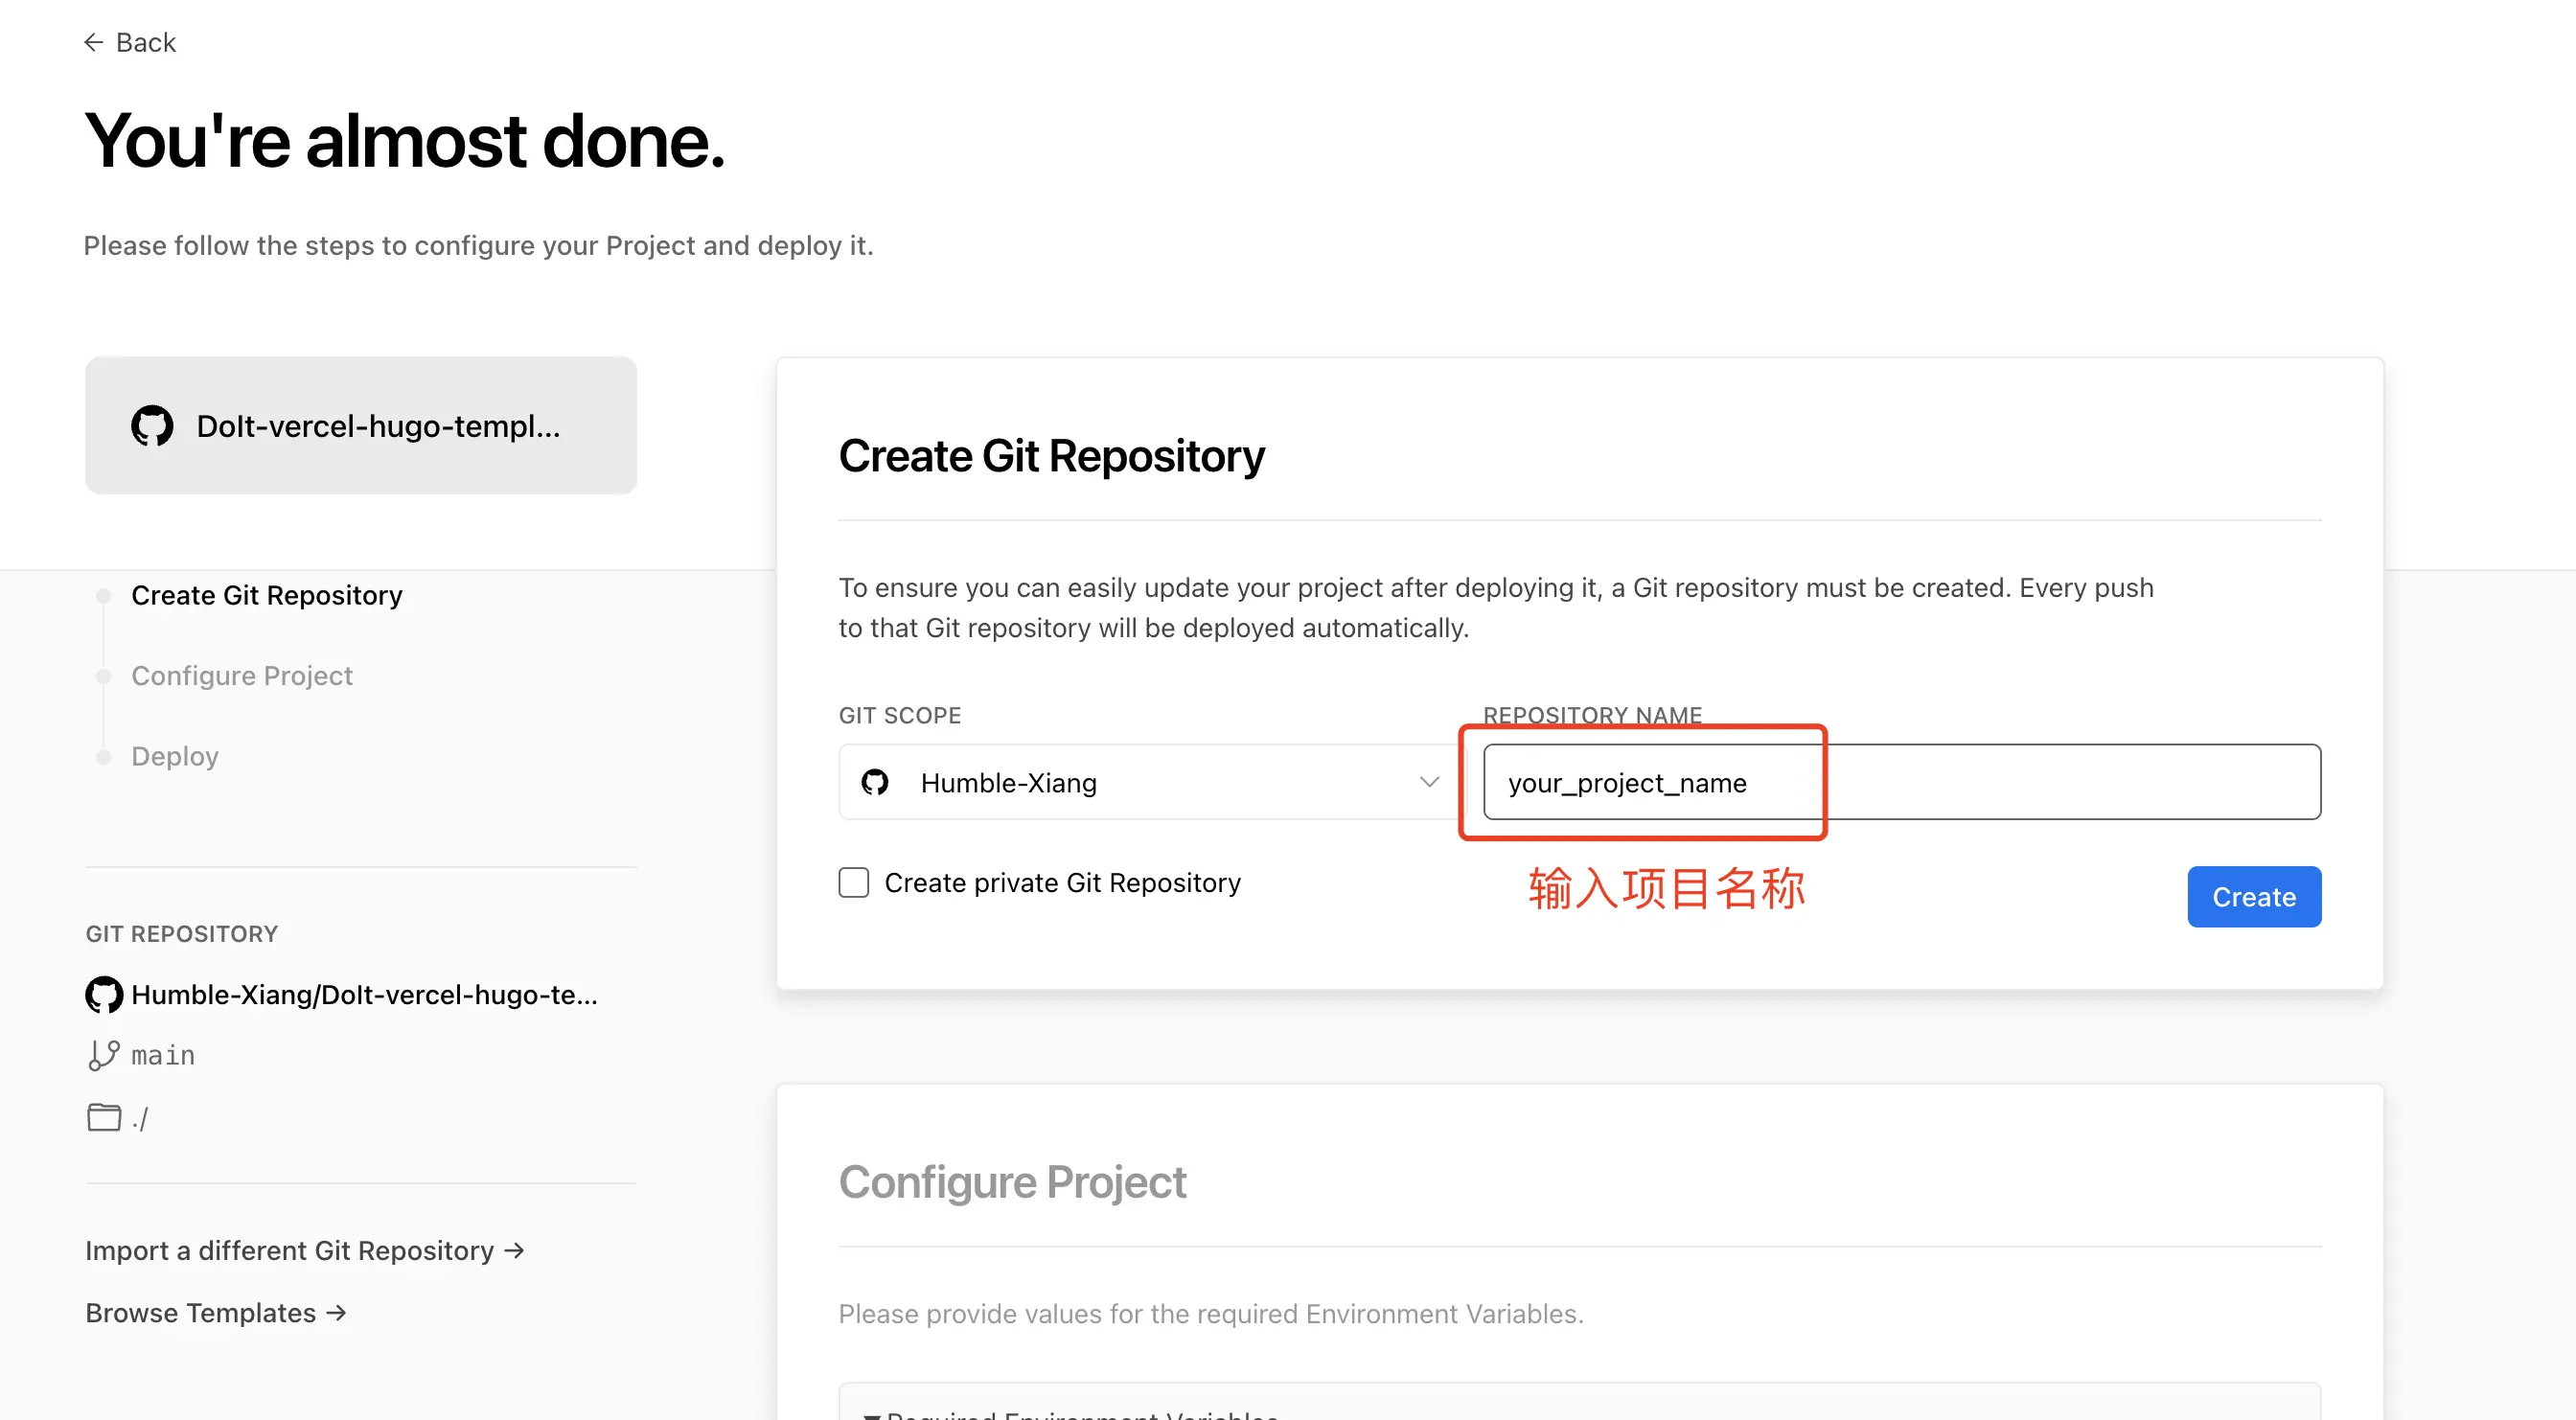 ← Back
You're almost done.
Please follow the steps to configure your Project and deploy it.
DoIt-vercel-hugo-templ...
Create Git Repository
Configure Project
Deploy
GIT REPOSITORY
Humble-Xiang/DoIt-vercel-hugo-te...
main
./
Import a different Git Repository →
Browse Templates →
Create Git Repository
To ensure you can easily update your project after deploying it, a Git repository must be created. Every push
to that Git repository will be deployed automatically.
GIT SCOPE
Humble-Xiang
REPOSITORY NAME
your_project_name
Create private Git Repository
输入项目名称
Create
Configure Project
Please provide values for the required Environment Variables.
Required Environment Variables